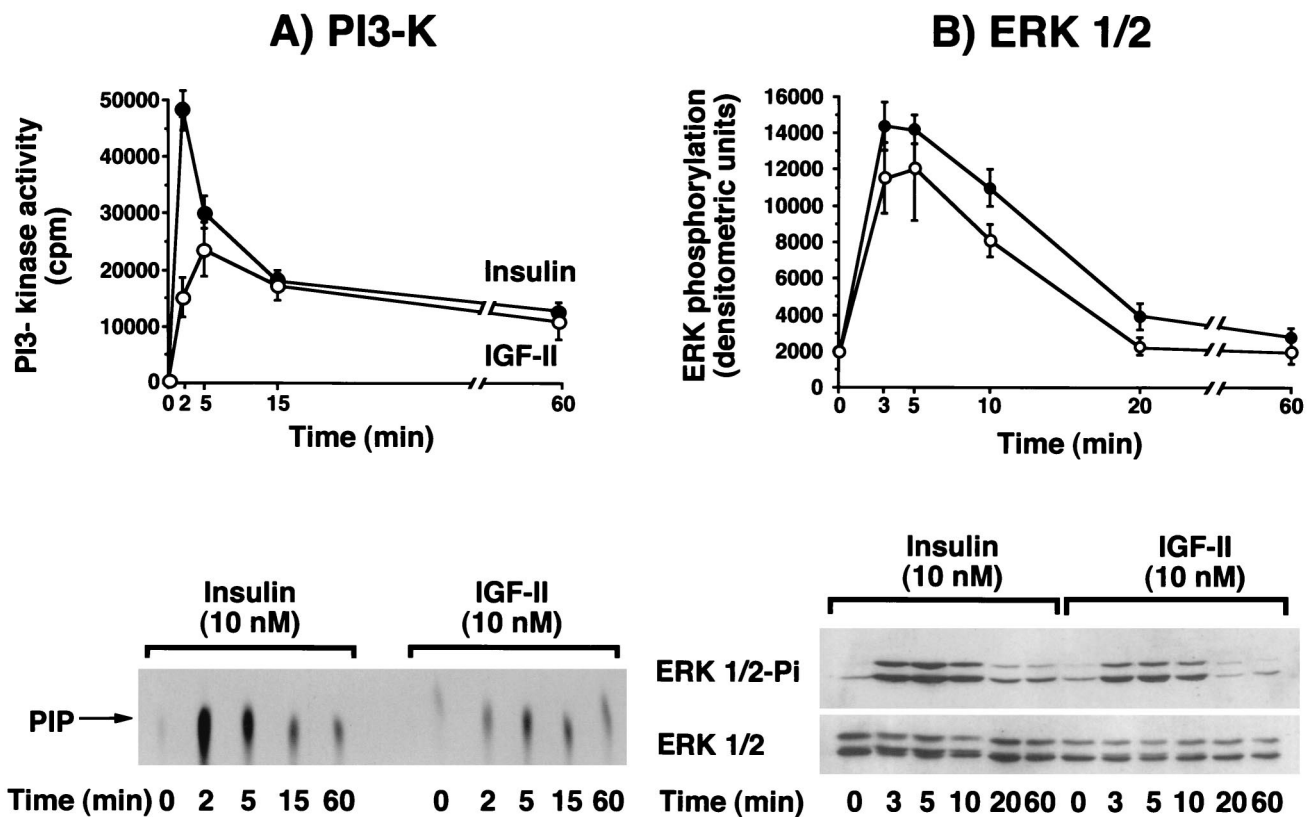 A) PI3-K
PI3- kinase activity
(cpm)
50000
40000
30000
20000
10000
0
Insulin
IGF-II
0 2 5 15 60
Time (min)
Insulin
(10 nM)
IGF-II
(10 nM)
PIP
Time (min) 0 2 5 15 60 0 2 5 15 60
B) ERK 1/2
ERK phosphorylation
(densitometric units)
16000
14000
12000
10000
8000
6000
4000
2000
0
0 3 5 10 20 60
Time (min)
Insulin
(10 nM)
IGF-II
(10 nM)
ERK 1/2-Pi
ERK 1/2
Time (min) 0 3 5 10 20 60 0 3 5 10 20 60